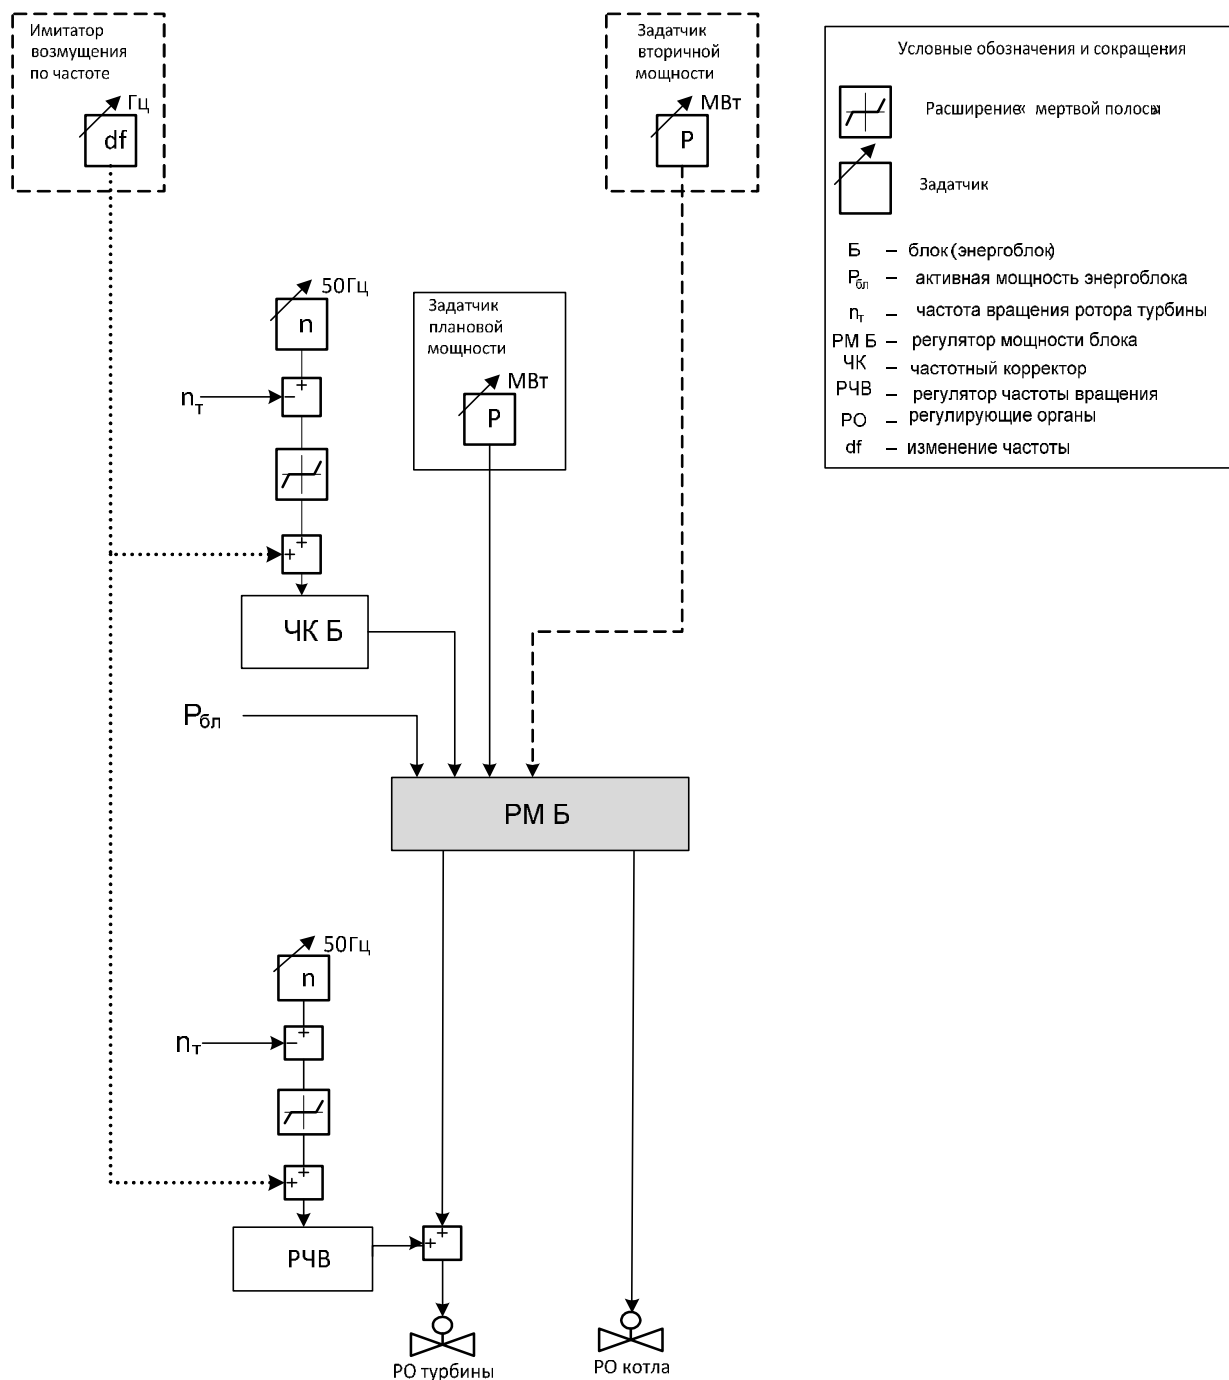 Имитатор
возмущения
по частоте
Гц
df
Задатчик
вторичной
мощности
МВт
P
Условные обозначения и сокращения
Расширение« мертвой полосы»
Задатчик
Б – блок(энергоблок)
Pбл – активная мощность энергоблока
nт – частота вращения ротора турбины
РМ Б – регулятор мощности блока
ЧК – частотный корректор
РЧВ – регулятор частоты вращения
РО – регулирующие органы
df – изменение частоты
50Гц
n
Задатчик
плановой
мощности
МВт
P
+
nт
−
+
+
ЧК Б
Pбл
РМ Б
50Гц
n
+
nт
−
+
+
РЧВ
+
+
РО турбины
РО котла